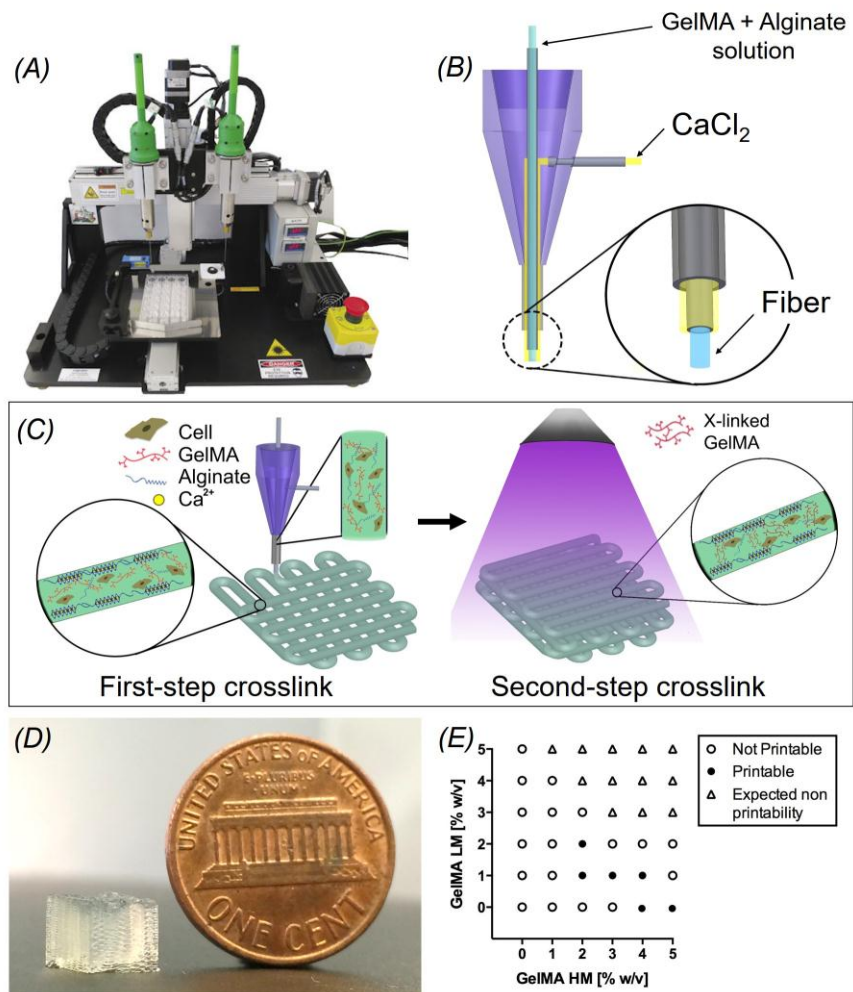 (A)
(B)
GelMA + Alginate
solution
CaCl2
Fiber
DANGER
(C)
Cell
GelMA
Alginate
Ca2+
X-linked
GelMA
First-step crosslink
Second-step crosslink
(D)
UNITED STATES OF AMERICA
E·PLURIBUS
UNUM
ONE CENT
(E)
GelMA LM [% w/v]
5
4
3
2
1
0
0 1 2 3 4 5
GelMA HM [% w/v]
Not Printable
Printable
Expected non
printability